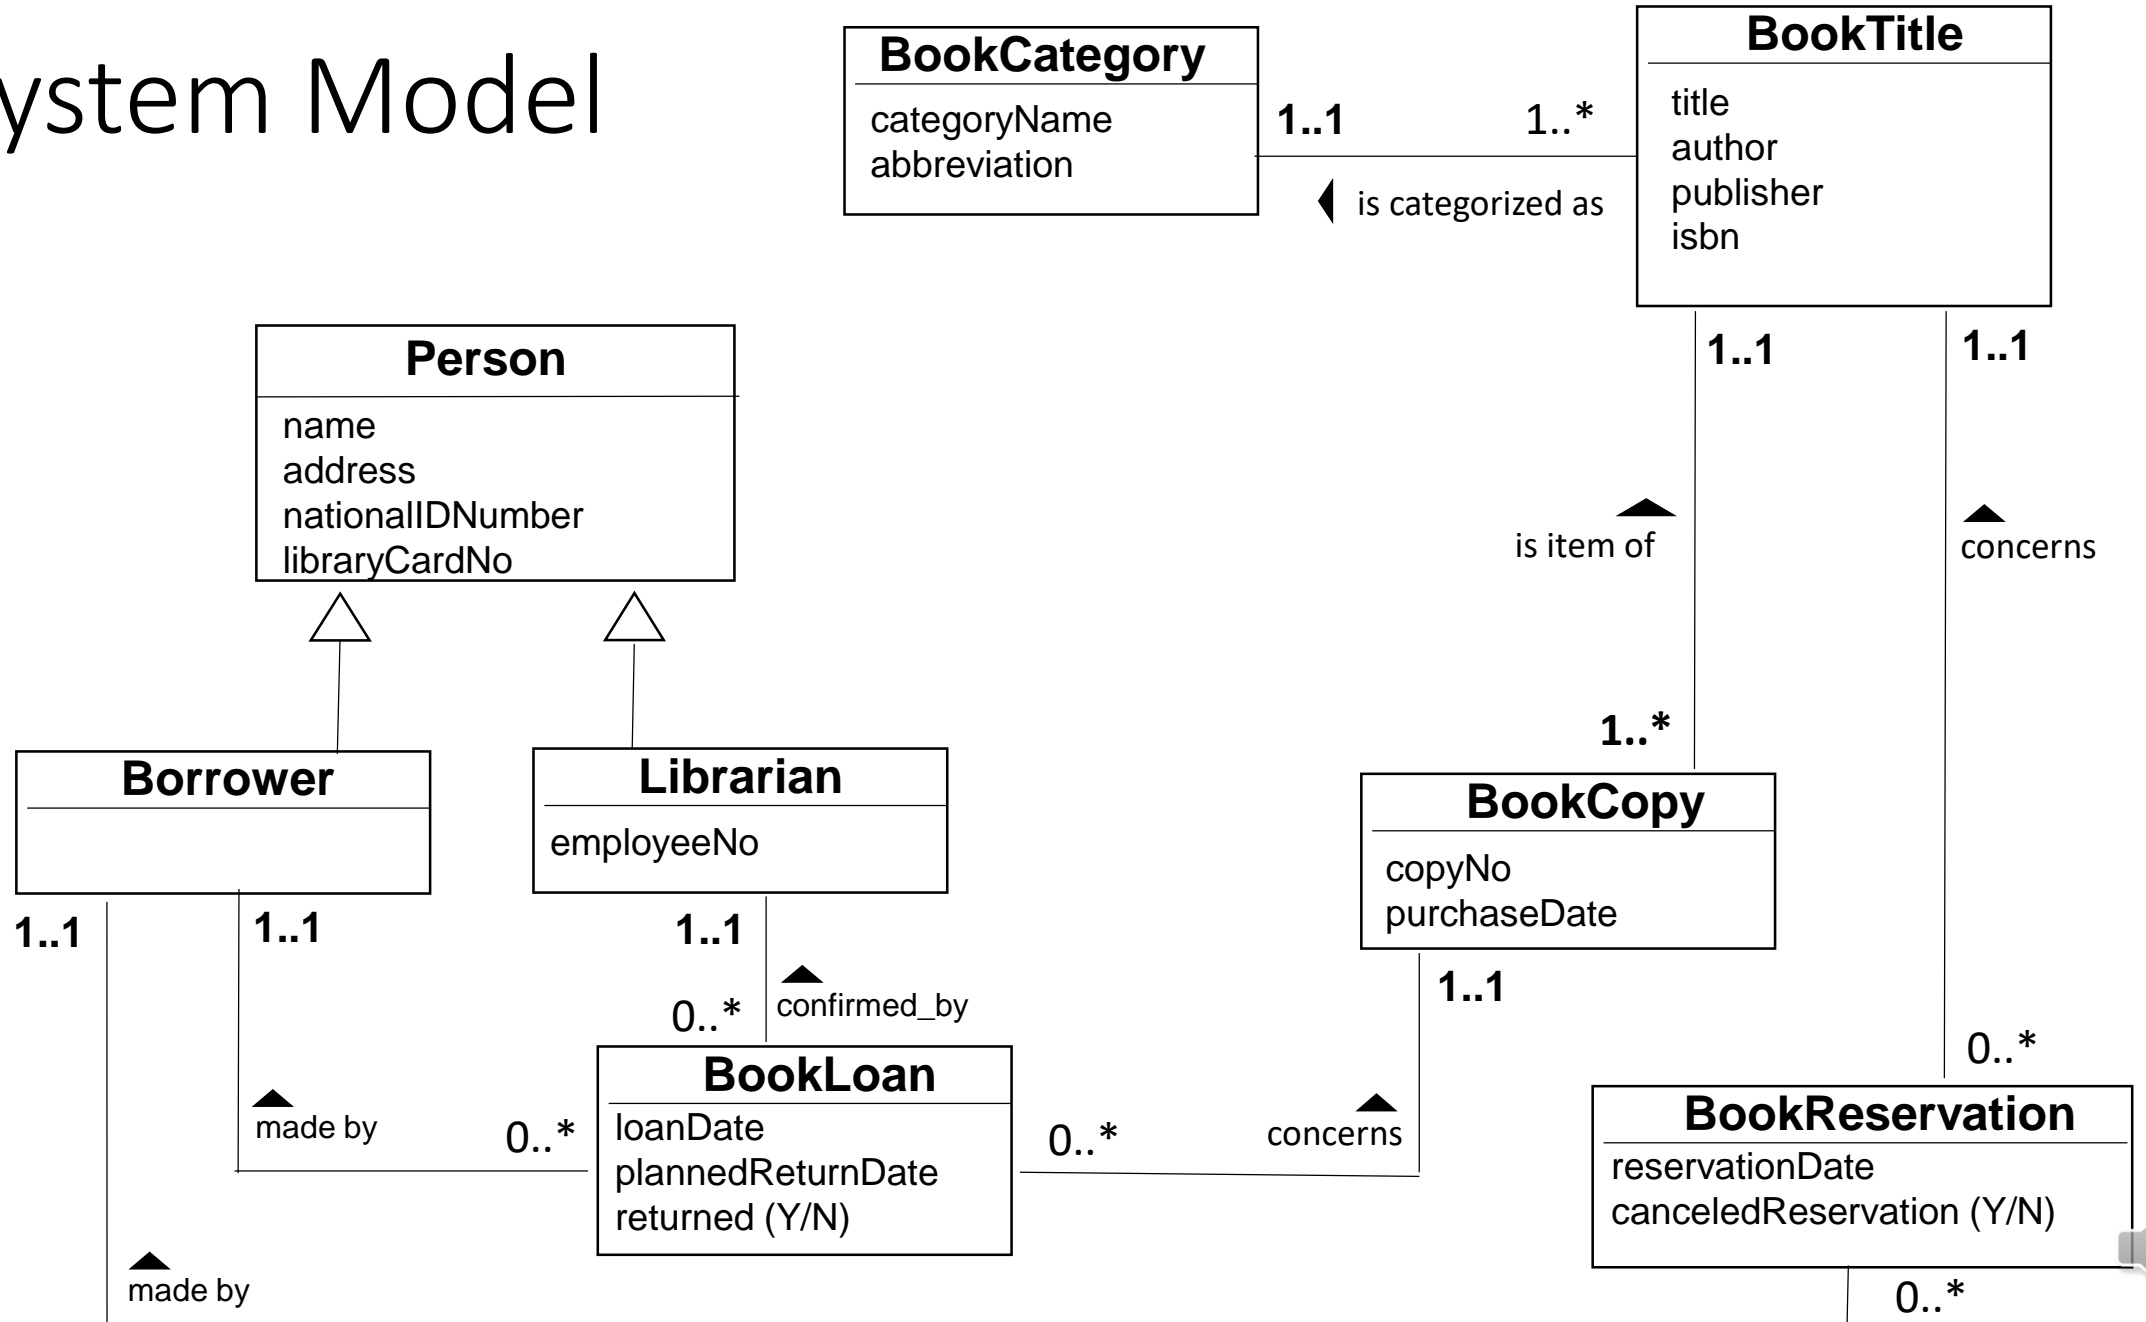 ystem Model
BookCategory
categoryName
abbreviation
1..1
1..*
is categorized as
BookTitle
title
author
publisher
isbn
Person
name
address
nationalIDNumber
libraryCardNo
1..1
1..1
is item of
concerns
1..*
Borrower
Librarian
employeeNo
BookCopy
copyNo
purchaseDate
1..1
1..1
1..1
confirmed_by
0..*
1..1
0..*
BookLoan
loanDate
plannedReturnDate
returned (Y/N)
made by
0..*
0..*
concerns
BookReservation
reservationDate
canceledReservation (Y/N)
made by
0..*